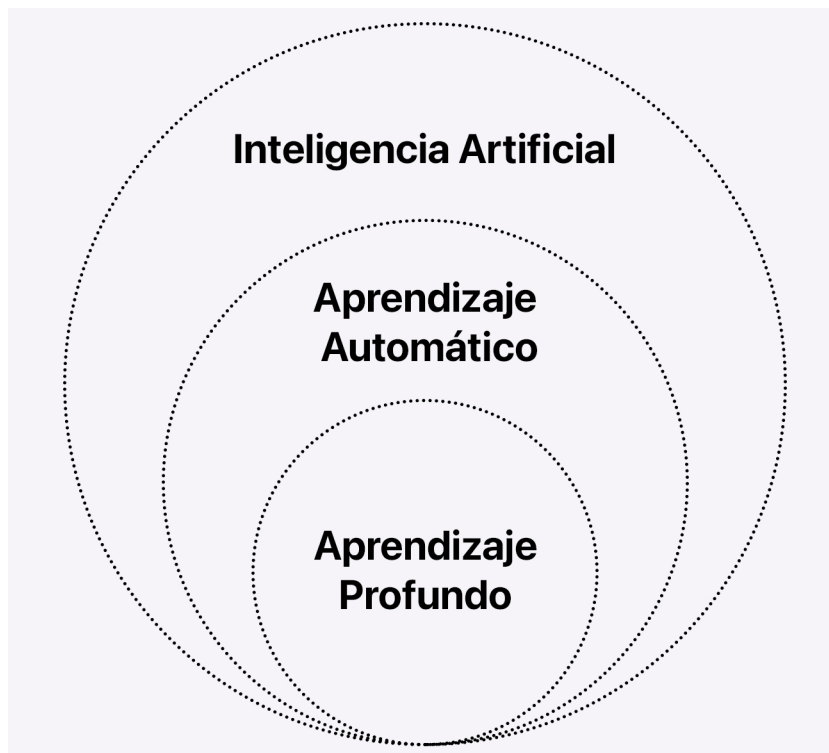 Inteligencia Artificial
Aprendizaje
Automático
Aprendizaje
Profundo